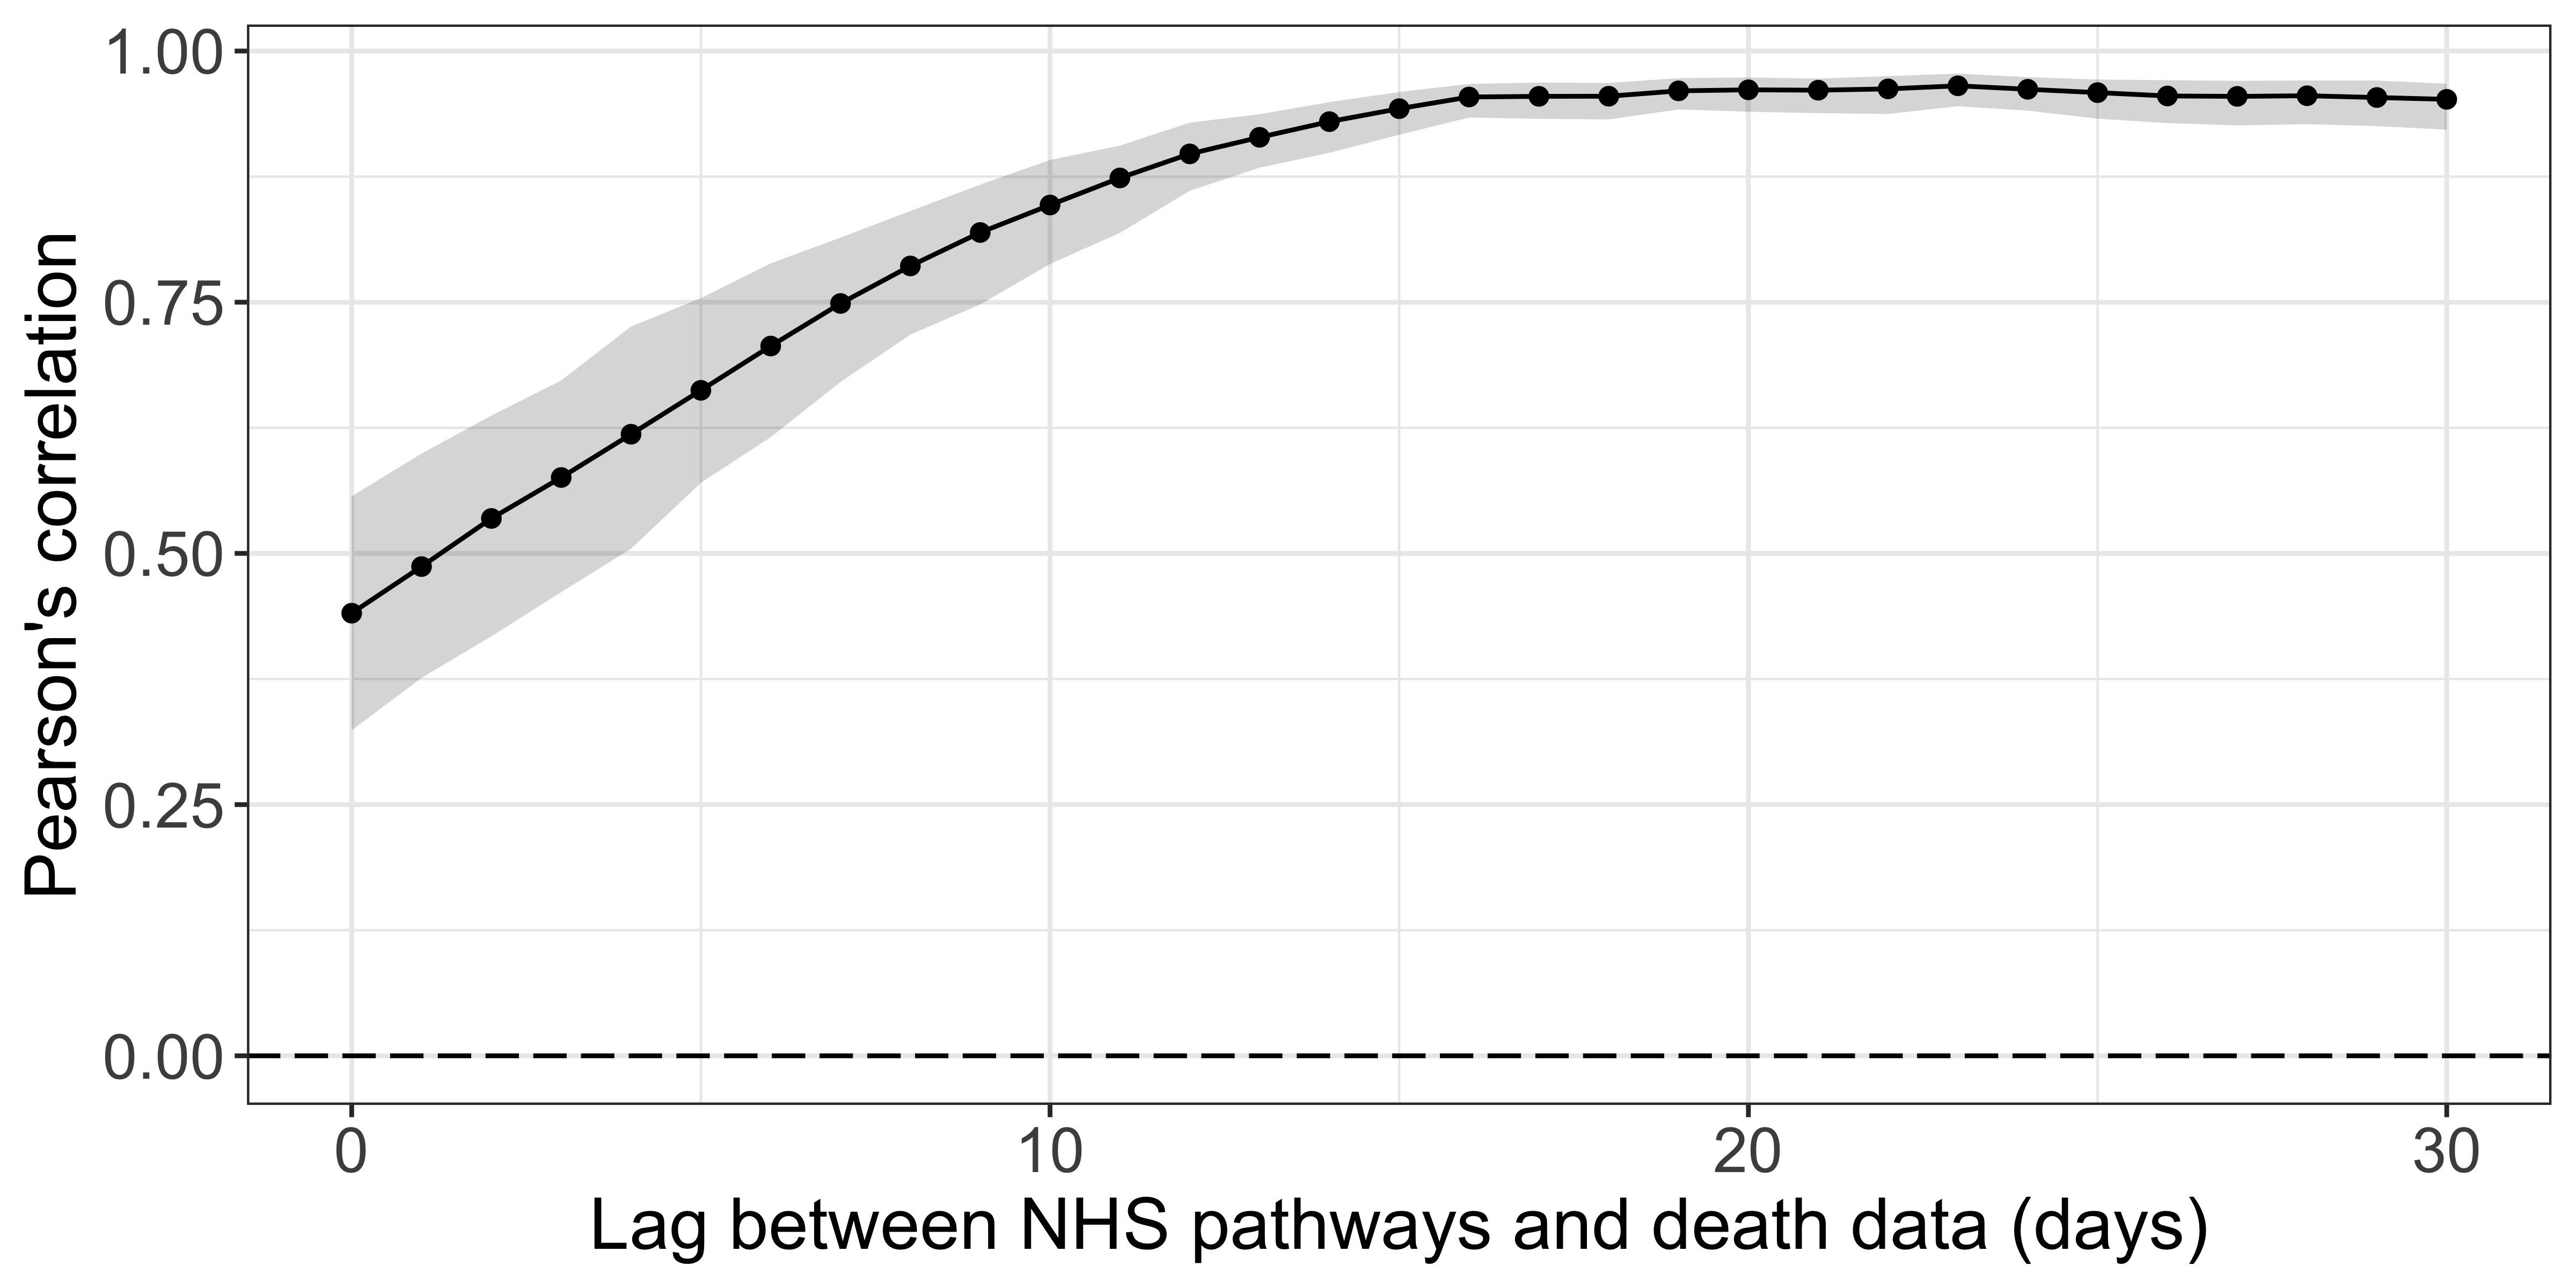 Pearson's correlation
1.00
0.75
0.50
0.25
0.00
0 10 20 30
Lag between NHS pathways and death data (days)